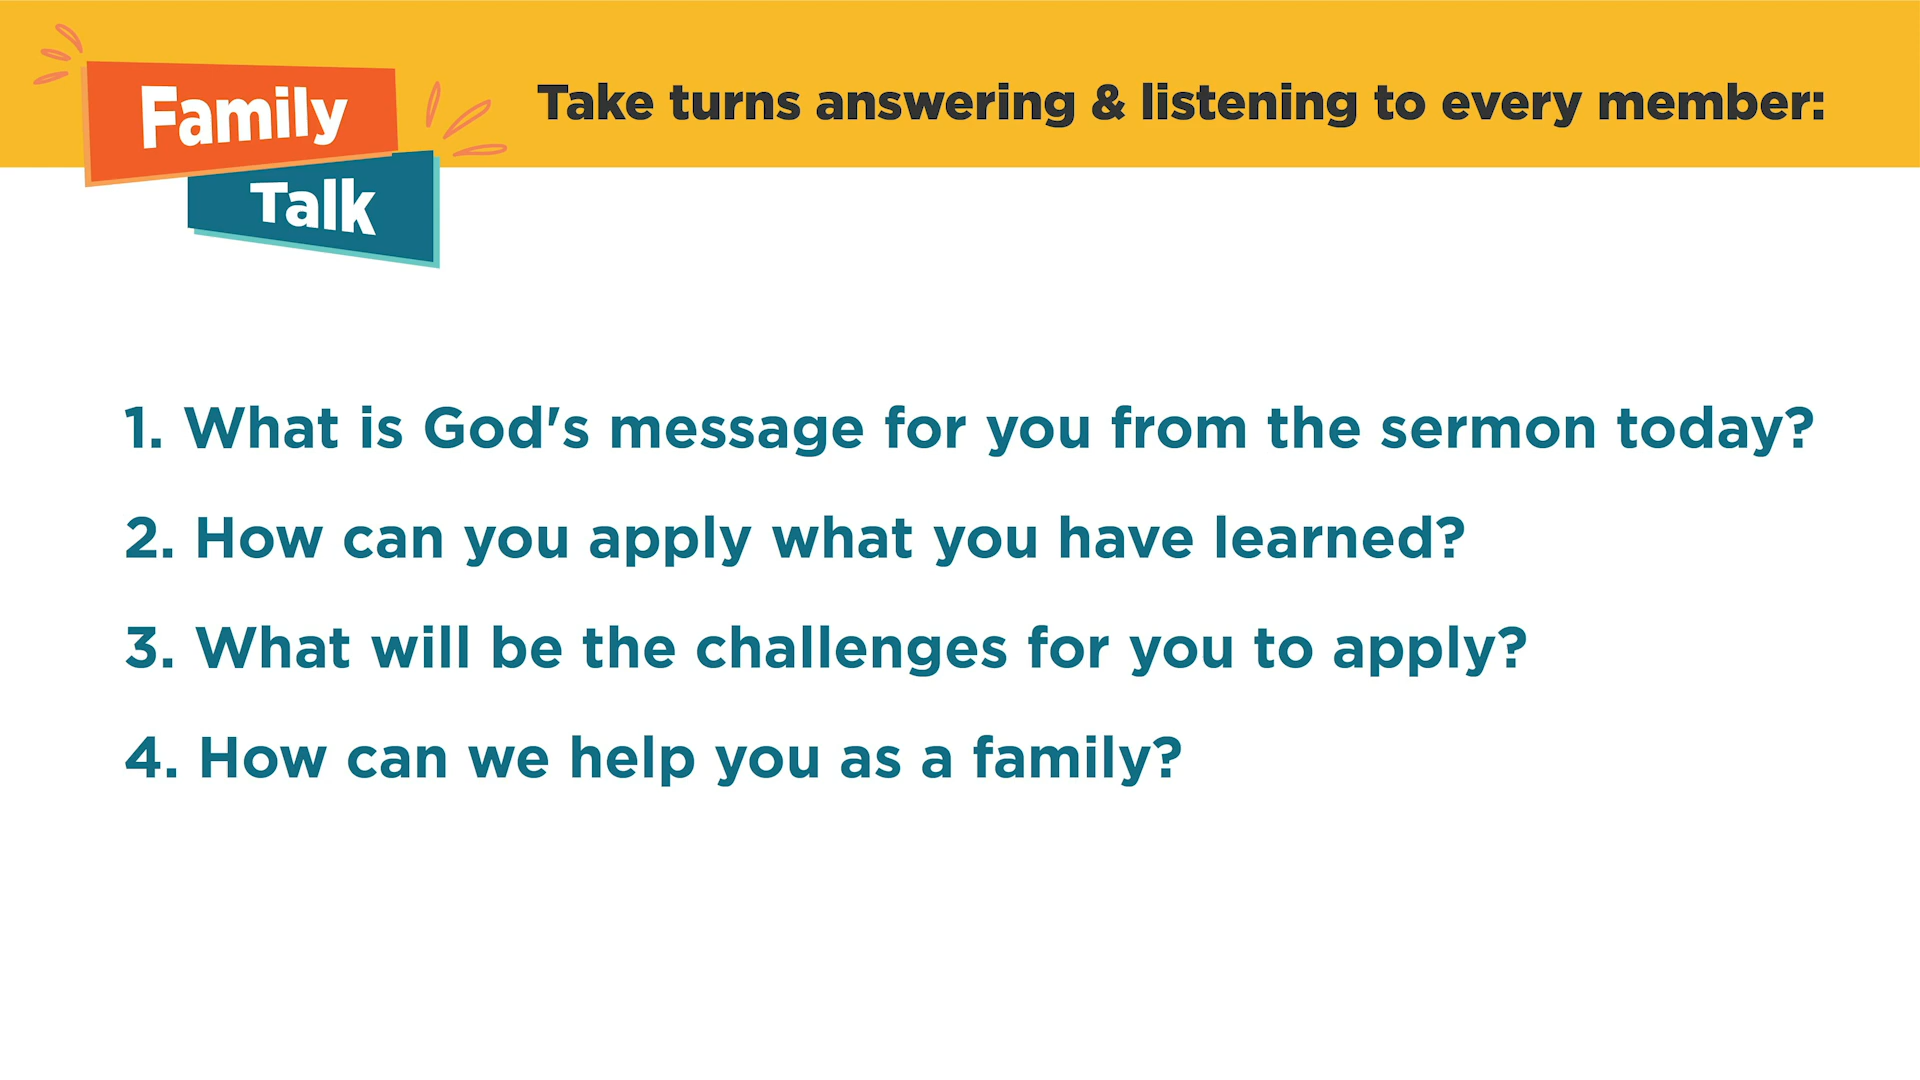 Family
Talk
Take turns answering & listening to every member:
1. What is God's message for you from the sermon today?
2. How can you apply what you have learned?
3. What will be the challenges for you to apply?
4. How can we help you as a family?